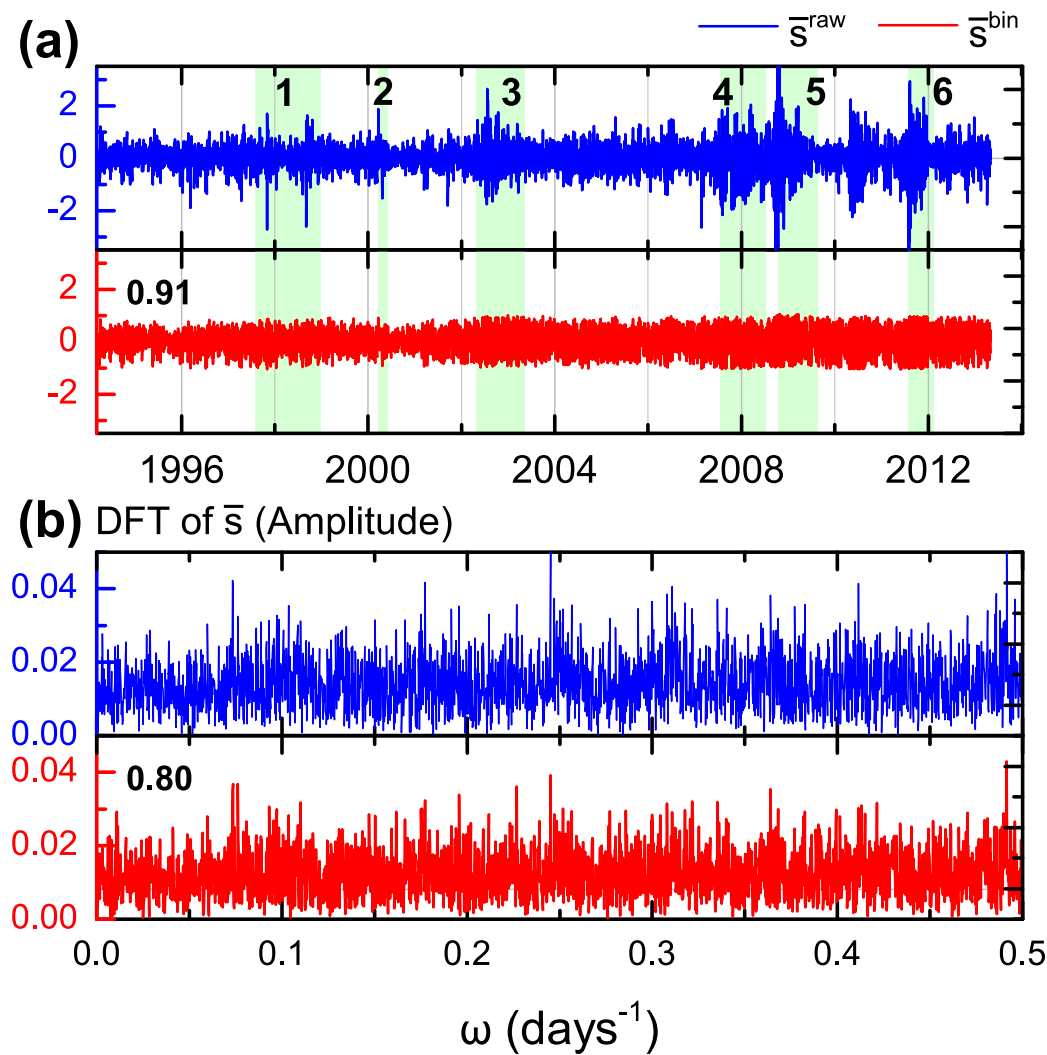 s̅ raw s̅ bin
(a)
1 2 3 4 5 6
2
0
-2
0.91
2
0
-2
1996 2000 2004 2008 2012
(b) DFT of s̅ (Amplitude)
0.04
0.02
0.00
0.80
0.04
0.02
0.00
0.0 0.1 0.2 0.3 0.4 0.5
ω (days⁻¹)